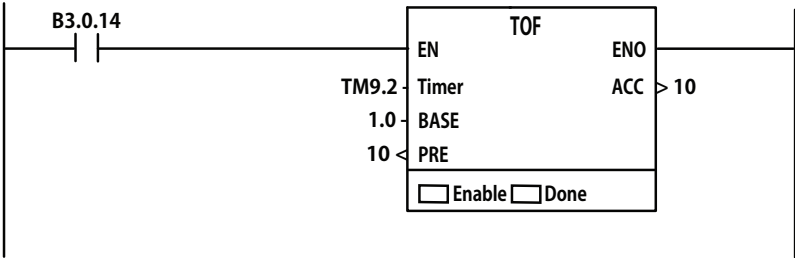 B3.0.14
TOF
EN ENO
TM9.2 Timer ACC > 10
1.0 BASE
10 < PRE
Enable Done